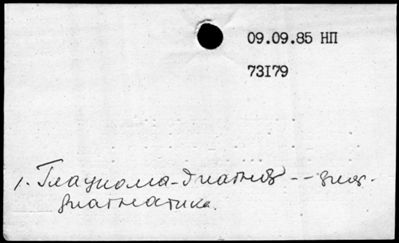 09.09.85 НП
73179
1. Глаукома-диагноз -- диф.
диагностика.